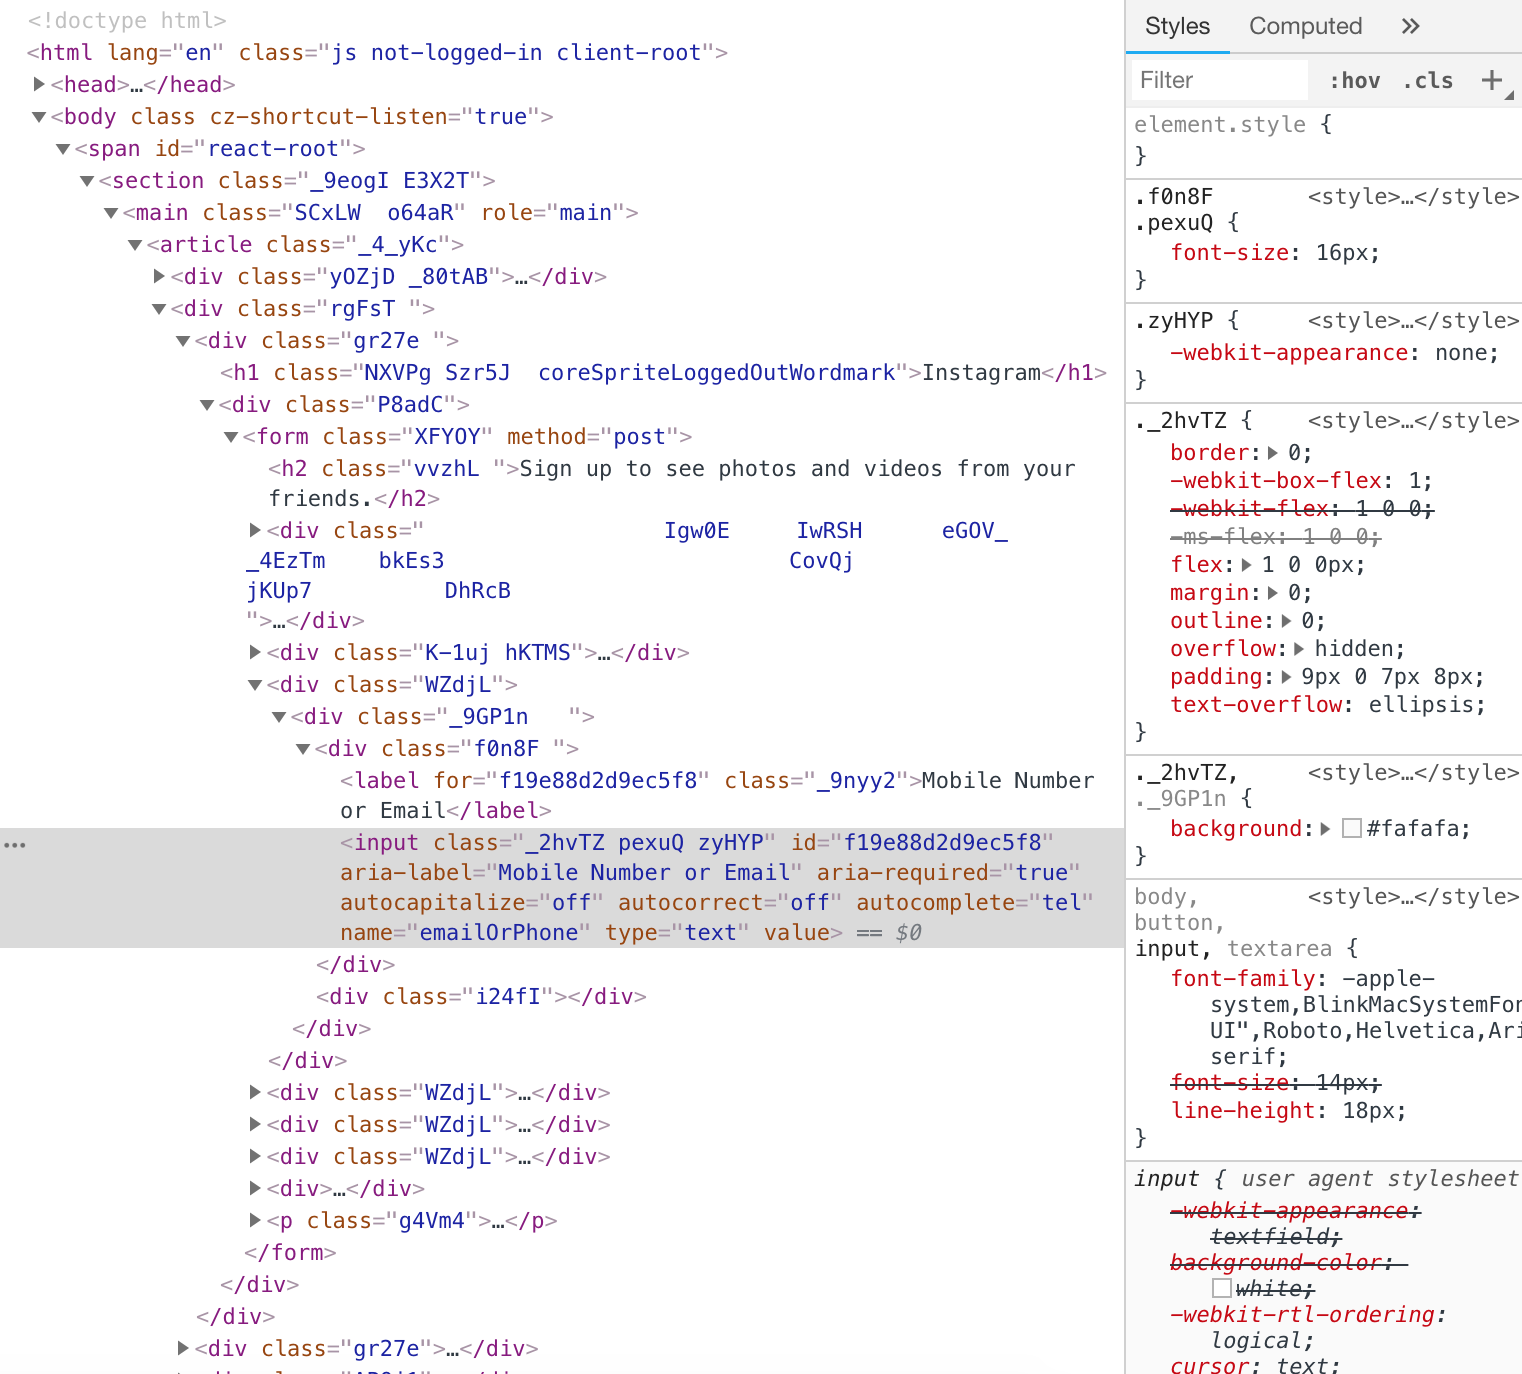 <!doctype html>
<html lang="en" class="js not-logged-in client-root">
<head>…</head>
<body class cz-shortcut-listen="true">
<span id="react-root">
<section class="_9eogI E3X2T">
<main class="SCxLW  o64aR" role="main">
<article class="_4_yKc">
<div class="yOZjD _80tAB">…</div>
<div class="rgFsT ">
<div class="gr27e ">
<h1 class="NXVPg Szr5J  coreSpriteLoggedOutWordmark">Instagram</h1>
<div class="P8adC">
<form class="XFYOY" method="post">
<h2 class="vvzhL ">Sign up to see photos and videos from your
friends.</h2>
<div class="                  Igw0E     IwRSH      eGOV_
_4EzTm    bkEs3                          CovQj
jKUp7          DhRcB
">…</div>
<div class="K-1uj hKTMS">…</div>
<div class="WZdjL">
<div class="_9GP1n   ">
<div class="f0n8F ">
<label for="f19e88d2d9ec5f8" class="_9nyy2">Mobile Number
or Email</label>
<input class="_2hvTZ pexuQ zyHYP" id="f19e88d2d9ec5f8"
aria-label="Mobile Number or Email" aria-required="true"
autocapitalize="off" autocorrect="off" autocomplete="tel"
name="emailOrPhone" type="text" value> == $0
</div>
<div class="i24fI"></div>
</div>
</div>
<div class="WZdjL">…</div>
<div class="WZdjL">…</div>
<div class="WZdjL">…</div>
<div>…</div>
<p class="g4Vm4">…</p>
</form>
</div>
</div>
<div class="gr27e">…</div>
Styles Computed »
Filter :hov .cls +
element.style {
}
.f0n8F <style>…</style>
.pexuQ {
font-size: 16px;
}
.zyHYP { <style>…</style>
-webkit-appearance: none;
}
._2hvTZ { <style>…</style>
border: 0;
-webkit-box-flex: 1;
-webkit-flex: 1 0 0;
-ms-flex: 1 0 0;
flex: 1 0 0px;
margin: 0;
outline: 0;
overflow: hidden;
padding: 9px 0 7px 8px;
text-overflow: ellipsis;
}
._2hvTZ, <style>…</style>
._9GP1n {
background: #fafafa;
}
body, <style>…</style>
button,
input, textarea {
font-family: -apple-
system,BlinkMacSystemFon
UI",Roboto,Helvetica,Ari
serif;
font-size: 14px;
line-height: 18px;
}
input { user agent stylesheet
-webkit-appearance:
textfield;
background-color:
white;
-webkit-rtl-ordering:
logical;
cursor: text;